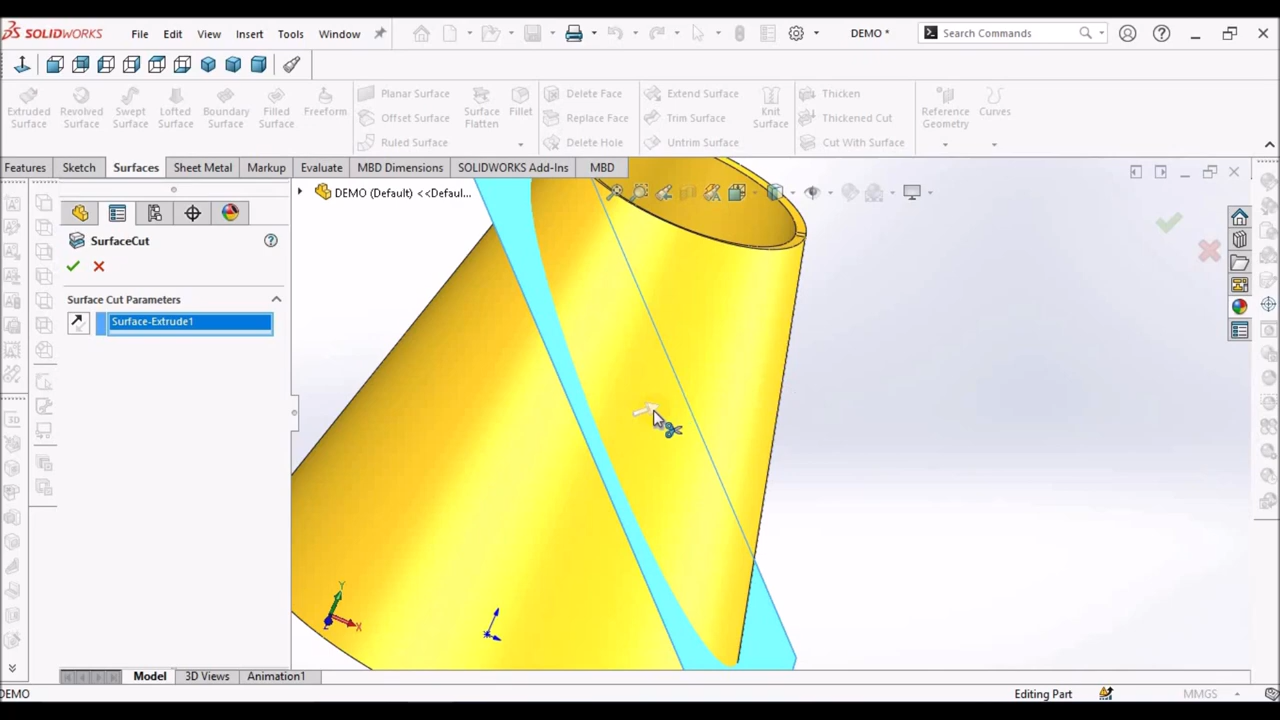 SOLIDWORKS File Edit View Insert Tools Window DEMO * Search Commands
Extruded Surface Revolved Surface Swept Surface Lofted Surface Boundary Surface Filled Surface Freeform
Planar Surface
Offset Surface
Ruled Surface
Surface Flatten Fillet
Delete Face
Replace Face
Delete Hole
Extend Surface
Trim Surface
Untrim Surface
Knit Surface
Thicken
Thickened Cut
Cut With Surface
Reference Geometry Curves
Features Sketch Surfaces Sheet Metal Markup Evaluate MBD Dimensions SOLIDWORKS Add-Ins MBD
DEMO (Default) <<Defaul...
SurfaceCut
Surface Cut Parameters
Surface-Extrude1
Y
X
Z
Model 3D Views Animation1
DEMO Editing Part MMGS